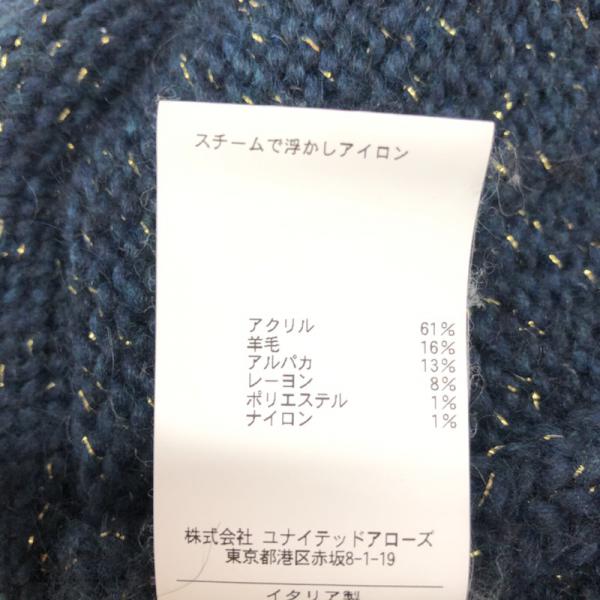 スチームで浮かしアイロン
アクリル 61%
羊毛 16%
アルパカ 13%
レーヨン 8%
ポリエステル 1%
ナイロン 1%
株式会社 ユナイテッドアローズ
東京都港区赤坂8-1-19
イタリア製